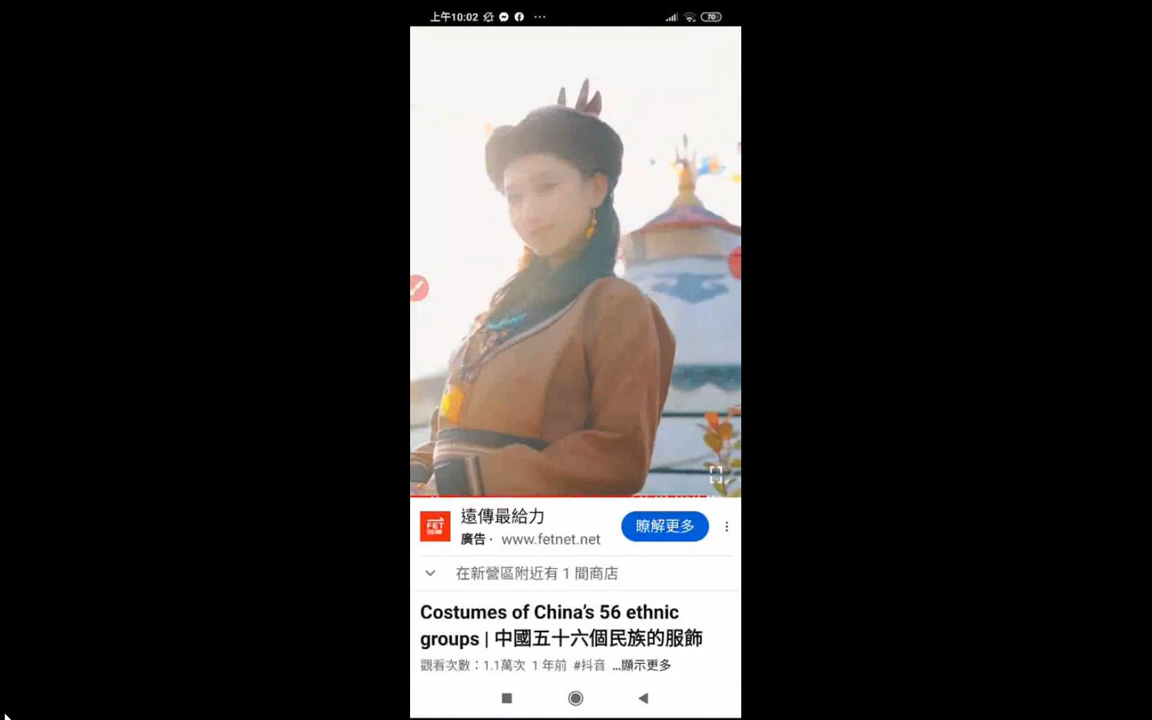 上午10:02
70
FET
遠傳最給力
廣告 · www.fetnet.net
瞭解更多
在新營區附近有 1 間商店
Costumes of China's 56 ethnic
groups | 中國五十六個民族的服飾
觀看次數：1.1萬次 1 年前 #抖音 ...顯示更多